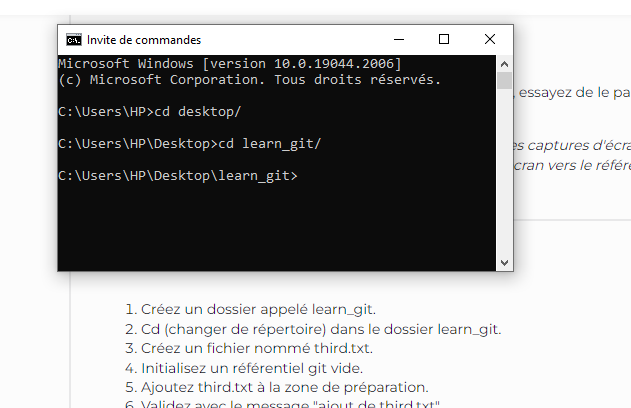 Invite de commandes
Microsoft Windows [version 10.0.19044.2006]
(c) Microsoft Corporation. Tous droits réservés.
C:\Users\HP>cd desktop/
C:\Users\HP\Desktop>cd learn_git/
C:\Users\HP\Desktop\learn_git>
, essayez de le pa
es captures d'écra
cran vers le référe
1. Créez un dossier appelé learn_git.
2. Cd (changer de répertoire) dans le dossier learn_git.
3. Créez un fichier nommé third.txt.
4. Initialisez un référentiel git vide.
5. Ajoutez third.txt à la zone de préparation.
6. Validez avec le message "ajout de third.txt"